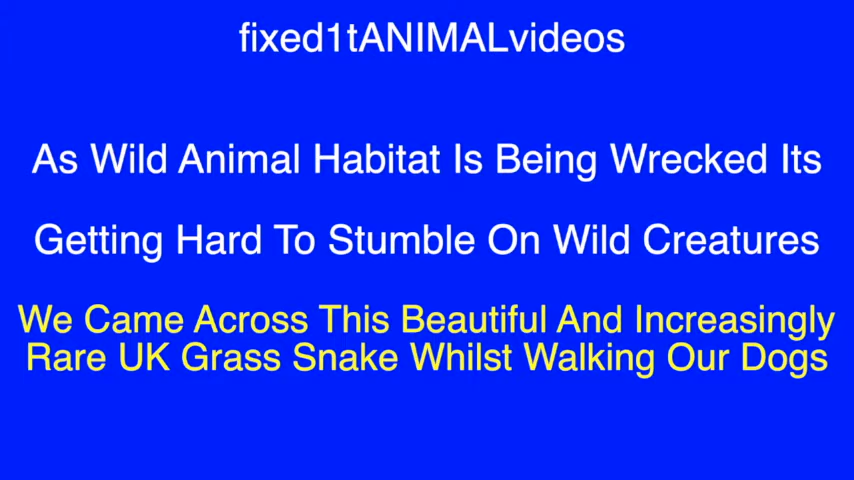 fixed1tANIMALvideos
As Wild Animal Habitat Is Being Wrecked Its
Getting Hard To Stumble On Wild Creatures
We Came Across This Beautiful And Increasingly
Rare UK Grass Snake Whilst Walking Our Dogs